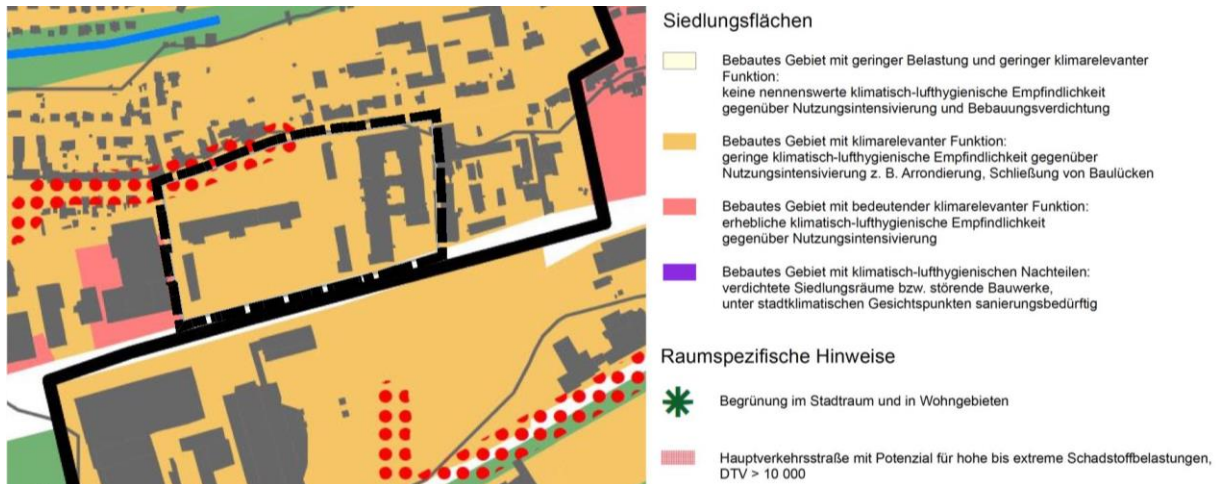 Siedlungsflächen
Bebautes Gebiet mit geringer Belastung und geringer klimarelevanter
Funktion:
keine nennenswerte klimatisch-lufthygienische Empfindlichkeit
gegenüber Nutzungsintensivierung und Bebauungsverdichtung
Bebautes Gebiet mit klimarelevanter Funktion:
geringe klimatisch-lufthygienische Empfindlichkeit gegenüber
Nutzungsintensivierung z. B. Arrondierung, Schließung von Baulücken
Bebautes Gebiet mit bedeutender klimarelevanter Funktion:
erhebliche klimatisch-lufthygienische Empfindlichkeit
gegenüber Nutzungsintensivierung
Bebautes Gebiet mit klimatisch-lufthygienischen Nachteilen:
verdichtete Siedlungsräume bzw. störende Bauwerke,
unter stadtklimatischen Gesichtspunkten sanierungsbedürftig
Raumspezifische Hinweise
Begrünung im Stadtraum und in Wohngebieten
Hauptverkehrsstraße mit Potenzial für hohe bis extreme Schadstoffbelastungen,
DTV > 10 000